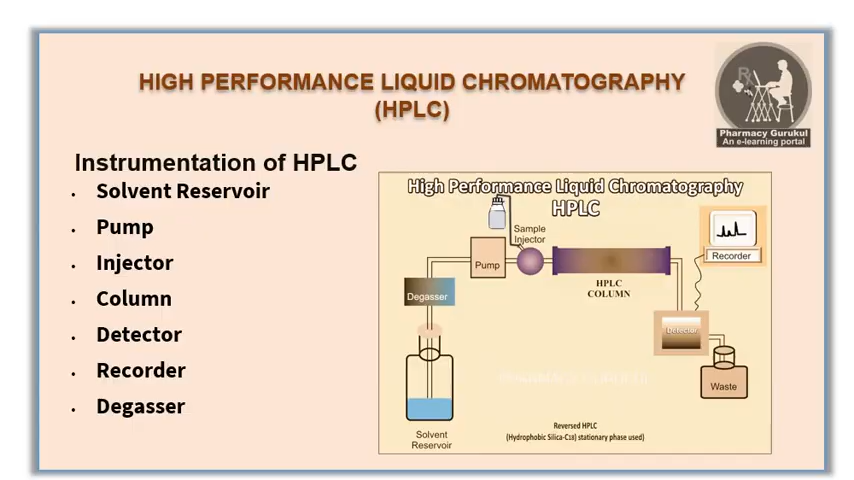 HIGH PERFORMANCE LIQUID CHROMATOGRAPHY
(HPLC)
Rx
Pharmacy Gurukul
An e-learning portal
Instrumentation of HPLC
• Solvent Reservoir
• Pump
• Injector
• Column
• Detector
• Recorder
• Degasser
High Performance Liquid Chromatography
HPLC
Sample
Injector
Recorder
Pump
HPLC
COLUMN
Degasser
Detector
Waste
Reversed HPLC
(Hydrophobic Silica-C18) stationary phase used)
Solvent
Reservoir